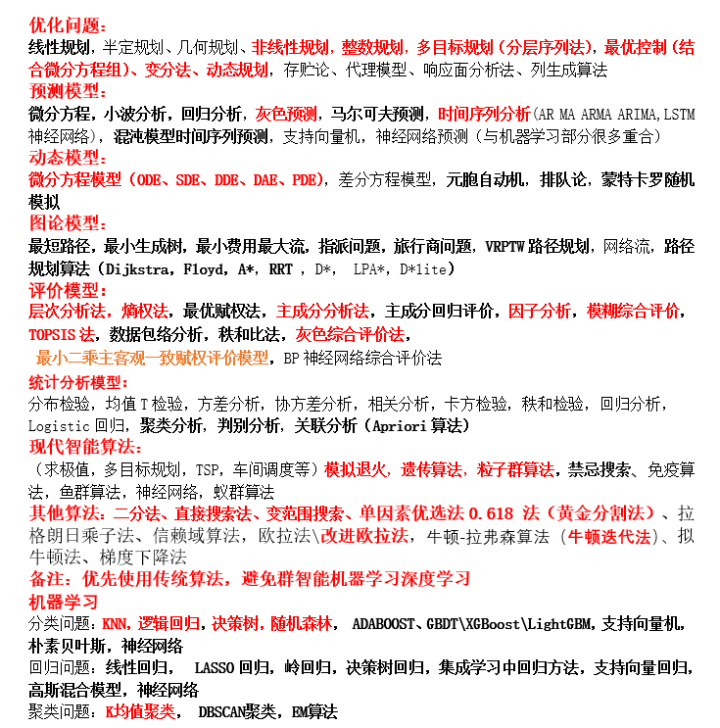 优化问题：
线性规划，半定规划、几何规划、非线性规划，整数规划，多目标规划（分层序列法），最优控制（结
合微分方程组）、变分法、动态规划，存贮论、代理模型、响应面分析法、列生成算法
预测模型：
微分方程，小波分析，回归分析，灰色预测，马尔可夫预测，时间序列分析(AR MA ARMA ARIMA,LSTM
神经网络)，混沌模型时间序列预测，支持向量机，神经网络预测（与机器学习部分很多重合）
动态模型：
微分方程模型（ODE、SDE、DDE、DAE、PDE)，差分方程模型，元胞自动机，排队论，蒙特卡罗随机
模拟
图论模型：
最短路径，最小生成树，最小费用最大流，指派问题，旅行商问题，VRPTW 路径规划，网络流，路径
规划算法（Dijkstra，Floyd，A*，RRT ，D*， LPA*，D*lite）
评价模型：
层次分析法，熵权法，最优赋权法，主成分分析法，主成分回归评价，因子分析，模糊综合评价，
TOPSIS 法，数据包络分析，秩和比法，灰色综合评价法，
最小二乘主客观一致赋权评价模型，BP 神经网络综合评价法
统计分析模型：
分布检验，均值 T 检验，方差分析，协方差分析，相关分析，卡方检验，秩和检验，回归分析，
Logistic 回归，聚类分析，判别分析，关联分析（Apriori 算法）
现代智能算法：
（求极值，多目标规划，TSP，车间调度等）模拟退火，遗传算法，粒子群算法，禁忌搜索、免疫算
法，鱼群算法，神经网络，蚁群算法
其他算法：二分法、直接搜索法、变范围搜索、单因素优选法 0.618 法（黄金分割法）、拉
格朗日乘子法、信赖域算法，欧拉法\改进欧拉法，牛顿-拉弗森算法（牛顿迭代法）、拟
牛顿法、梯度下降法
备注：优先使用传统算法，避免群智能机器学习深度学习
机器学习
分类问题：KNN，逻辑回归，决策树，随机森林， ADABOOST、GBDT\XGBoost\LightGBM，支持向量机，
朴素贝叶斯，神经网络
回归问题：线性回归， LASSO 回归，岭回归，决策树回归，集成学习中回归方法，支持向量回归，
高斯混合模型，神经网络
聚类问题：K均值聚类， DBSCAN聚类，EM算法